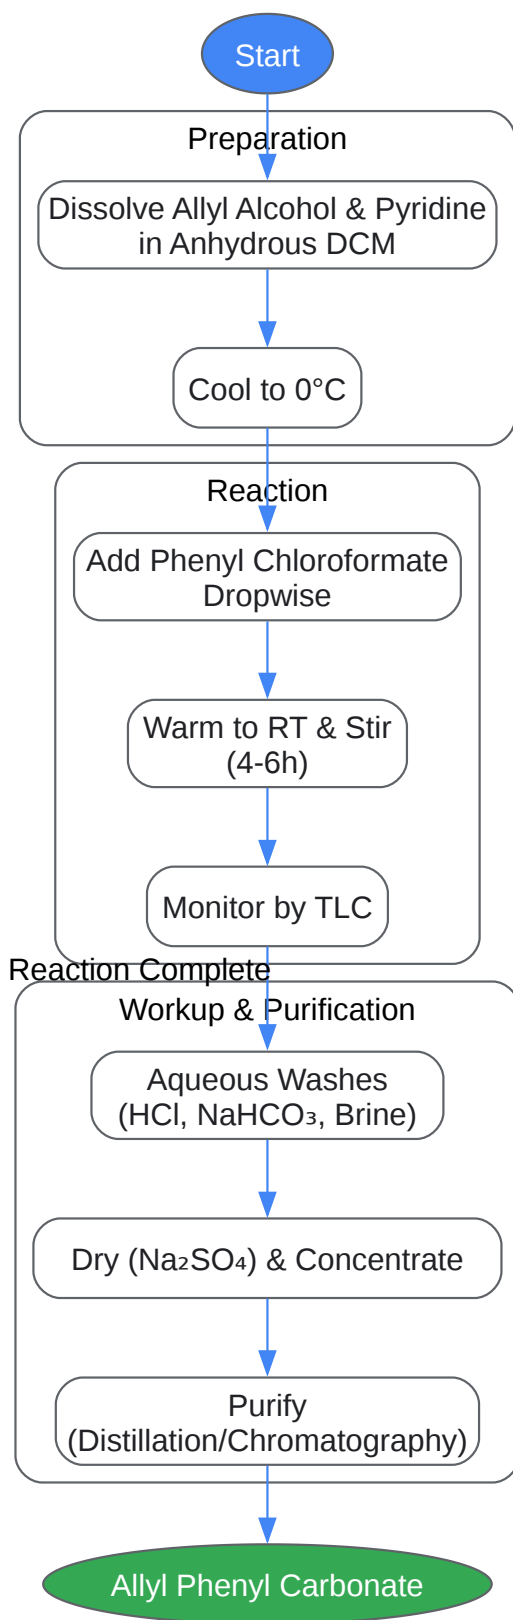 Start
Preparation
Dissolve Allyl Alcohol & Pyridine
in Anhydrous DCM
Cool to 0°C
Reaction
Add Phenyl Chloroformate
Dropwise
Warm to RT & Stir
(4-6h)
Monitor by TLC
Reaction Complete
Workup & Purification
Aqueous Washes
(HCl, NaHCO₃, Brine)
Dry (Na₂SO₄) & Concentrate
Purify
(Distillation/Chromatography)
Allyl Phenyl Carbonate